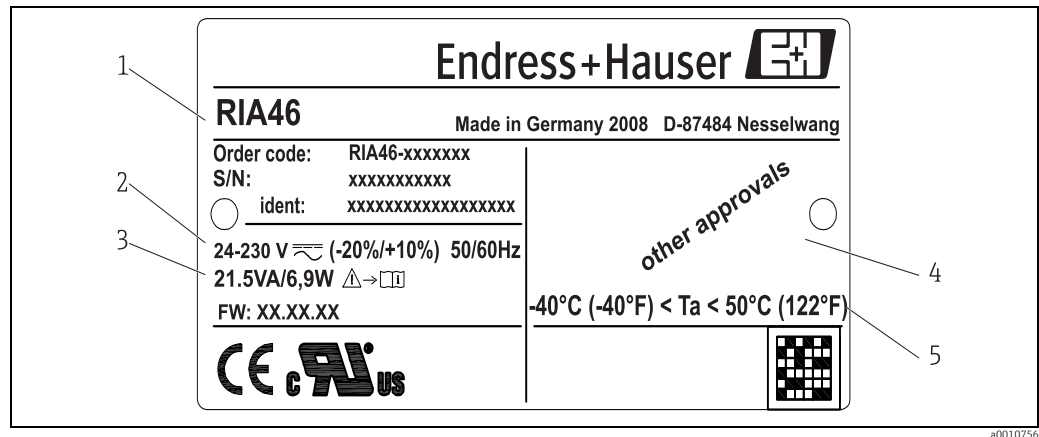 Endress+Hauser
1
RIA46
Made in Germany 2008 D-87484 Nesselwang
Order code: RIA46-xxxxxxx
S/N: xxxxxxxxxxx
ident: xxxxxxxxxxxxxxxxxx
2
24-230 V (-20%/+10%) 50/60Hz
3
21.5VA/6,9W
FW: XX.XX.XX
other approvals
4
-40°C (-40°F) < Ta < 50°C (122°F)
5
CE c RU US
a0010756